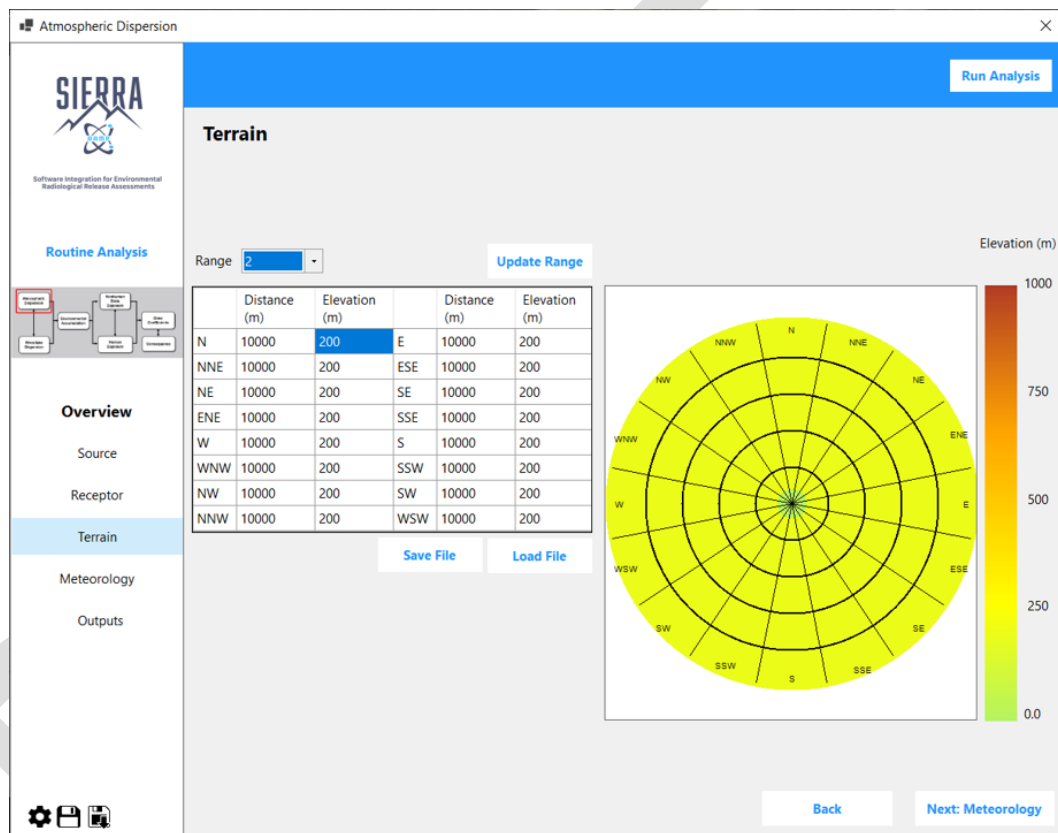 Atmospheric Dispersion
SIERRA
Software Integration for Environmental
Radiological Release Assessments
Routine Analysis
Overview
Source
Receptor
Terrain
Meteorology
Outputs
Run Analysis
Terrain
Range 2 Update Range
Distance (m) Elevation (m) Distance (m) Elevation (m)
N 10000 200 E 10000 200
NNE 10000 200 ESE 10000 200
NE 10000 200 SE 10000 200
ENE 10000 200 SSE 10000 200
W 10000 200 S 10000 200
WNW 10000 200 SSW 10000 200
NW 10000 200 SW 10000 200
NNW 10000 200 WSW 10000 200
Save File Load File
Elevation (m)
1000
750
500
250
0.0
N
NNE
NE
ENE
E
ESE
SE
SSE
S
SSW
SW
WSW
W
WNW
NW
NNW
Back Next: Meteorology